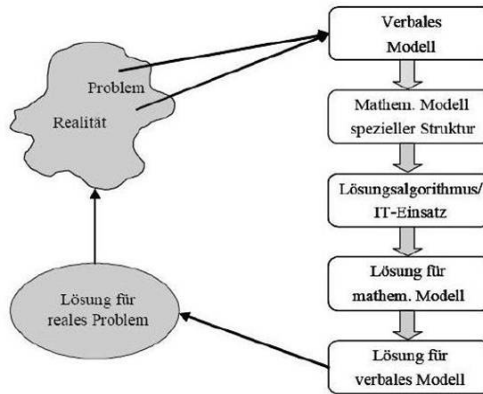 Problem
Realität
Verbales
Modell
Mathem. Modell
spezieller Struktur
Lösungsalgorithmus/
IT-Einsatz
Lösung für
mathem. Modell
Lösung für
verbales Modell
Lösung für
reales Problem